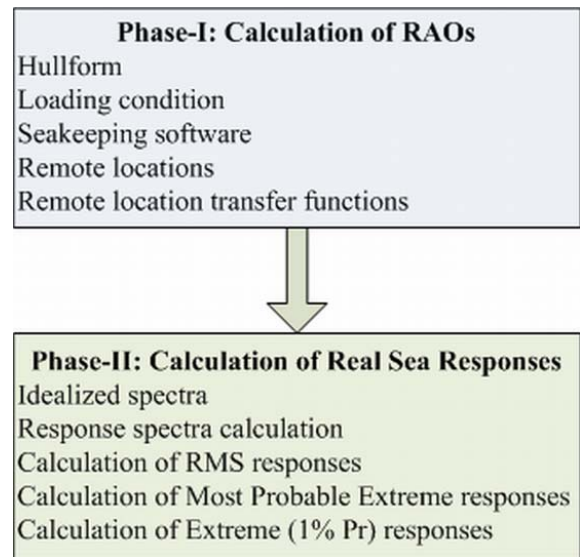 Phase-I: Calculation of RAOs
Hullform
Loading condition
Seakeeping software
Remote locations
Remote location transfer functions
Phase-II: Calculation of Real Sea Responses
Idealized spectra
Response spectra calculation
Calculation of RMS responses
Calculation of Most Probable Extreme responses
Calculation of Extreme (1% Pr) responses